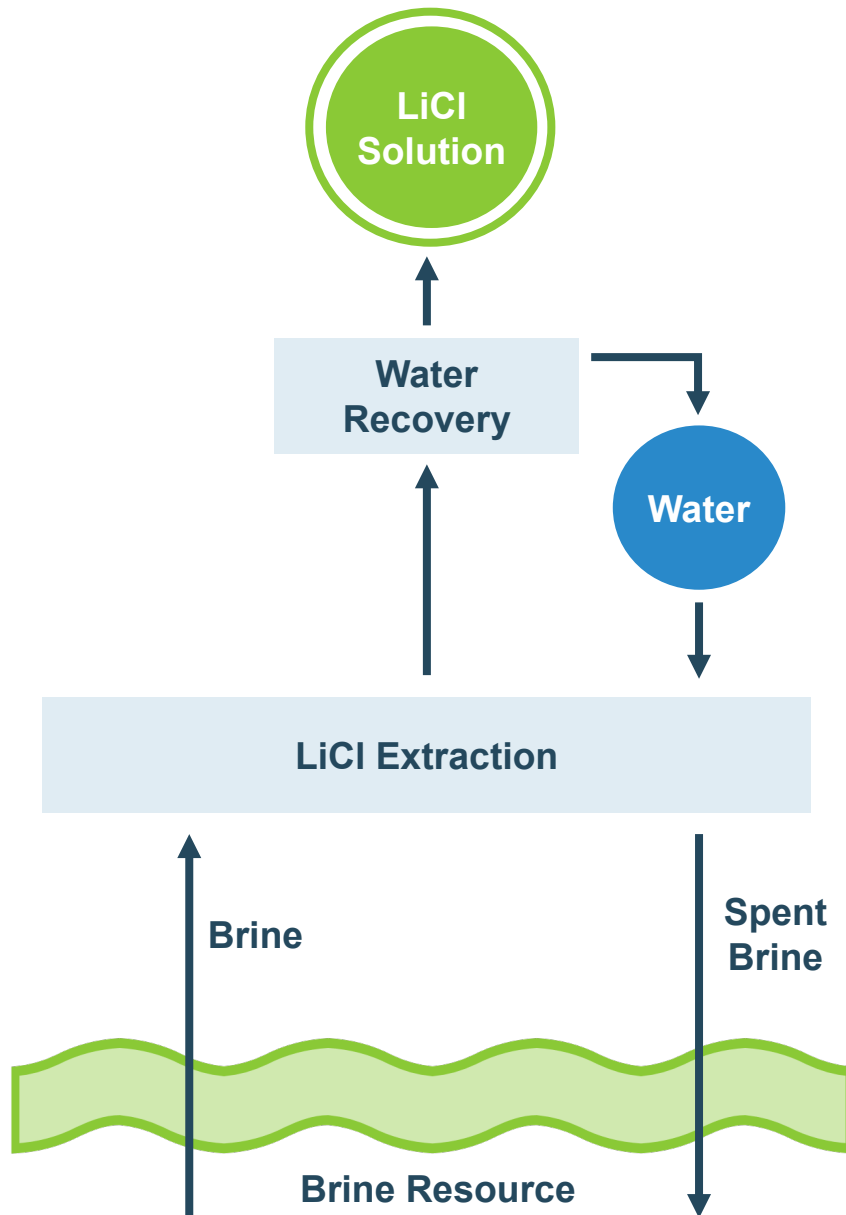 LiCl
Solution
Water
Recovery
Water
LiCl Extraction
Brine
Spent
Brine
Brine Resource